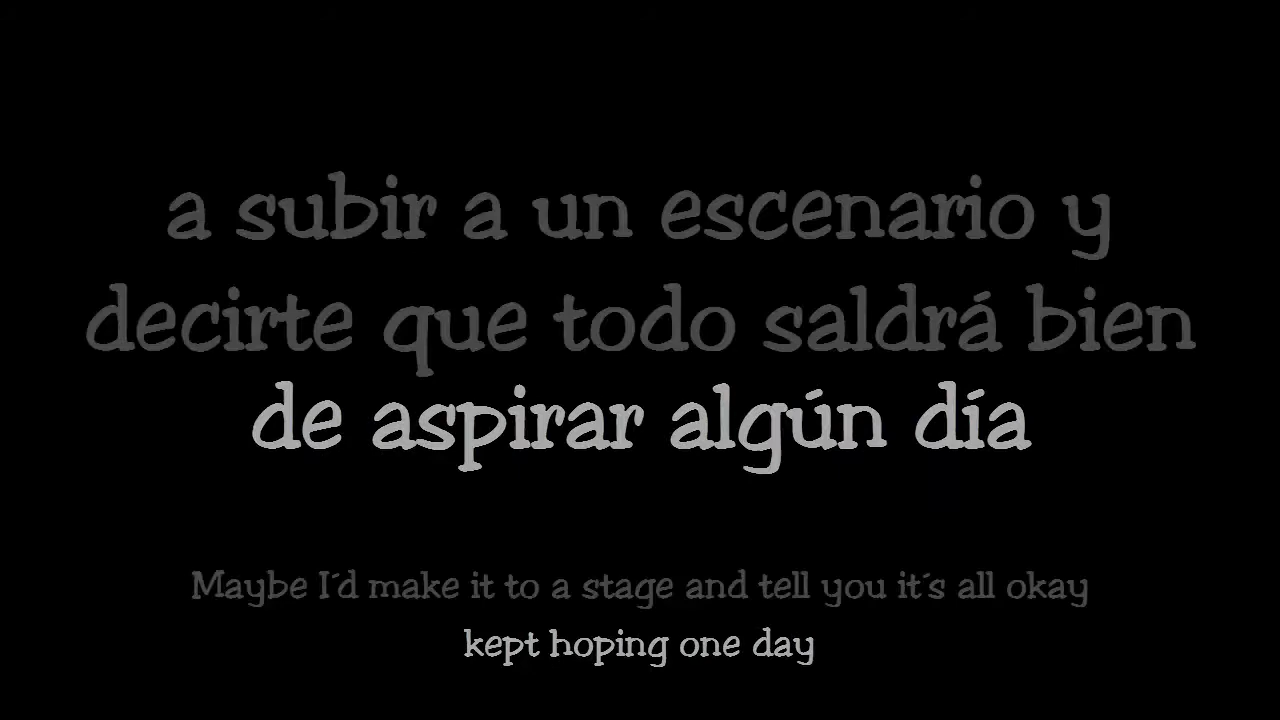 a subir a un escenario y
decirte que todo saldrá bien
de aspirar algún día
Maybe I´d make it to a stage and tell you it´s all okay
kept hoping one day